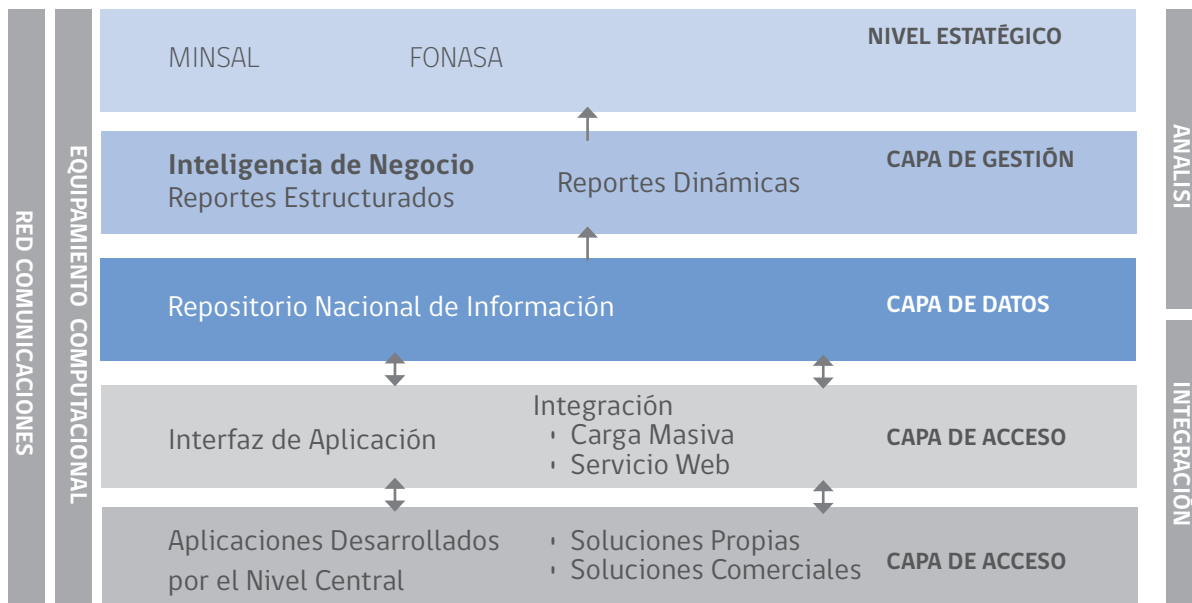 RED COMUNICACIONES
EQUIPAMIENTO COMPUTACIONAL
NIVEL ESTATÉGICO
MINSAL
FONASA
CAPA DE GESTIÓN
Inteligencia de Negocio
Reportes Estructurados
Reportes Dinámicas
Repositorio Nacional de Información
CAPA DE DATOS
Interfaz de Aplicación
Integración
• Carga Masiva
• Servicio Web
CAPA DE ACCESO
Aplicaciones Desarrollados
por el Nivel Central
• Soluciones Propias
• Soluciones Comerciales
CAPA DE ACCESO
ANALISI
INTEGRACIÓN